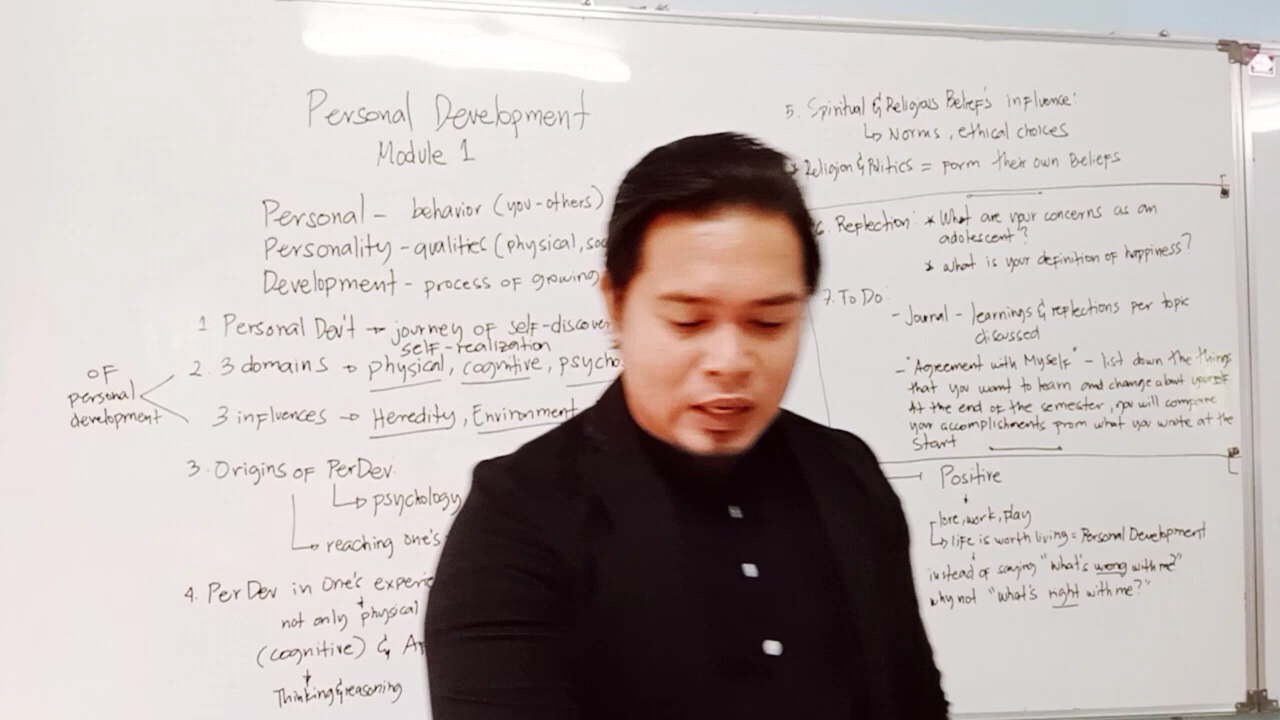 Personal Development
Module 1
Personal - behavior (you-others)
Personality - qualities (physical,
Development - process of growing
1 Personal Dev't → journey of
self-realization
2. 3 domains → physical, cognitive,
OF
personal
development
3 influences → Heredity, Environment
3. Origins of PerDev.
↳ psychology
↳ reaching one's
4. PerDev in One's
not only physical
(cognitive) &
Thinking & reasoning
5. Spiritual & Religious Belief's influence:
↳ Norms, ethical choices
* Religion & Politics = form their own Beliefs
6. Reflection: * What are your concerns as an
adolescent?
* what is your definition of happiness?
7. To Do:
- Journal - learnings & reflections per topic
discussed
- "Agreement with Myself" - list down the things
that you want to learn and change about yourself
At the end of the semester, you will compare
your accomplishments from what you wrote at the
start
Positive
love, work, play
↳ life is worth living = Personal Development
instead of saying "what's wrong with me?"
why not "what's right with me?"